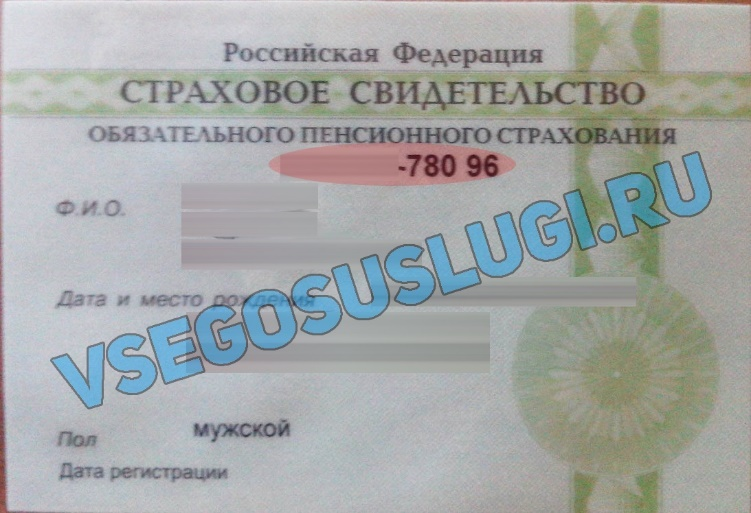 Российская Федерация
СТРАХОВОЕ СВИДЕТЕЛЬСТВО
ОБЯЗАТЕЛЬНОГО ПЕНСИОННОГО СТРАХОВАНИЯ
-780 96
Ф.И.О.
Дата и место рождения
VSEGOSUSLUGI.RU
Пол мужской
Дата регистрации